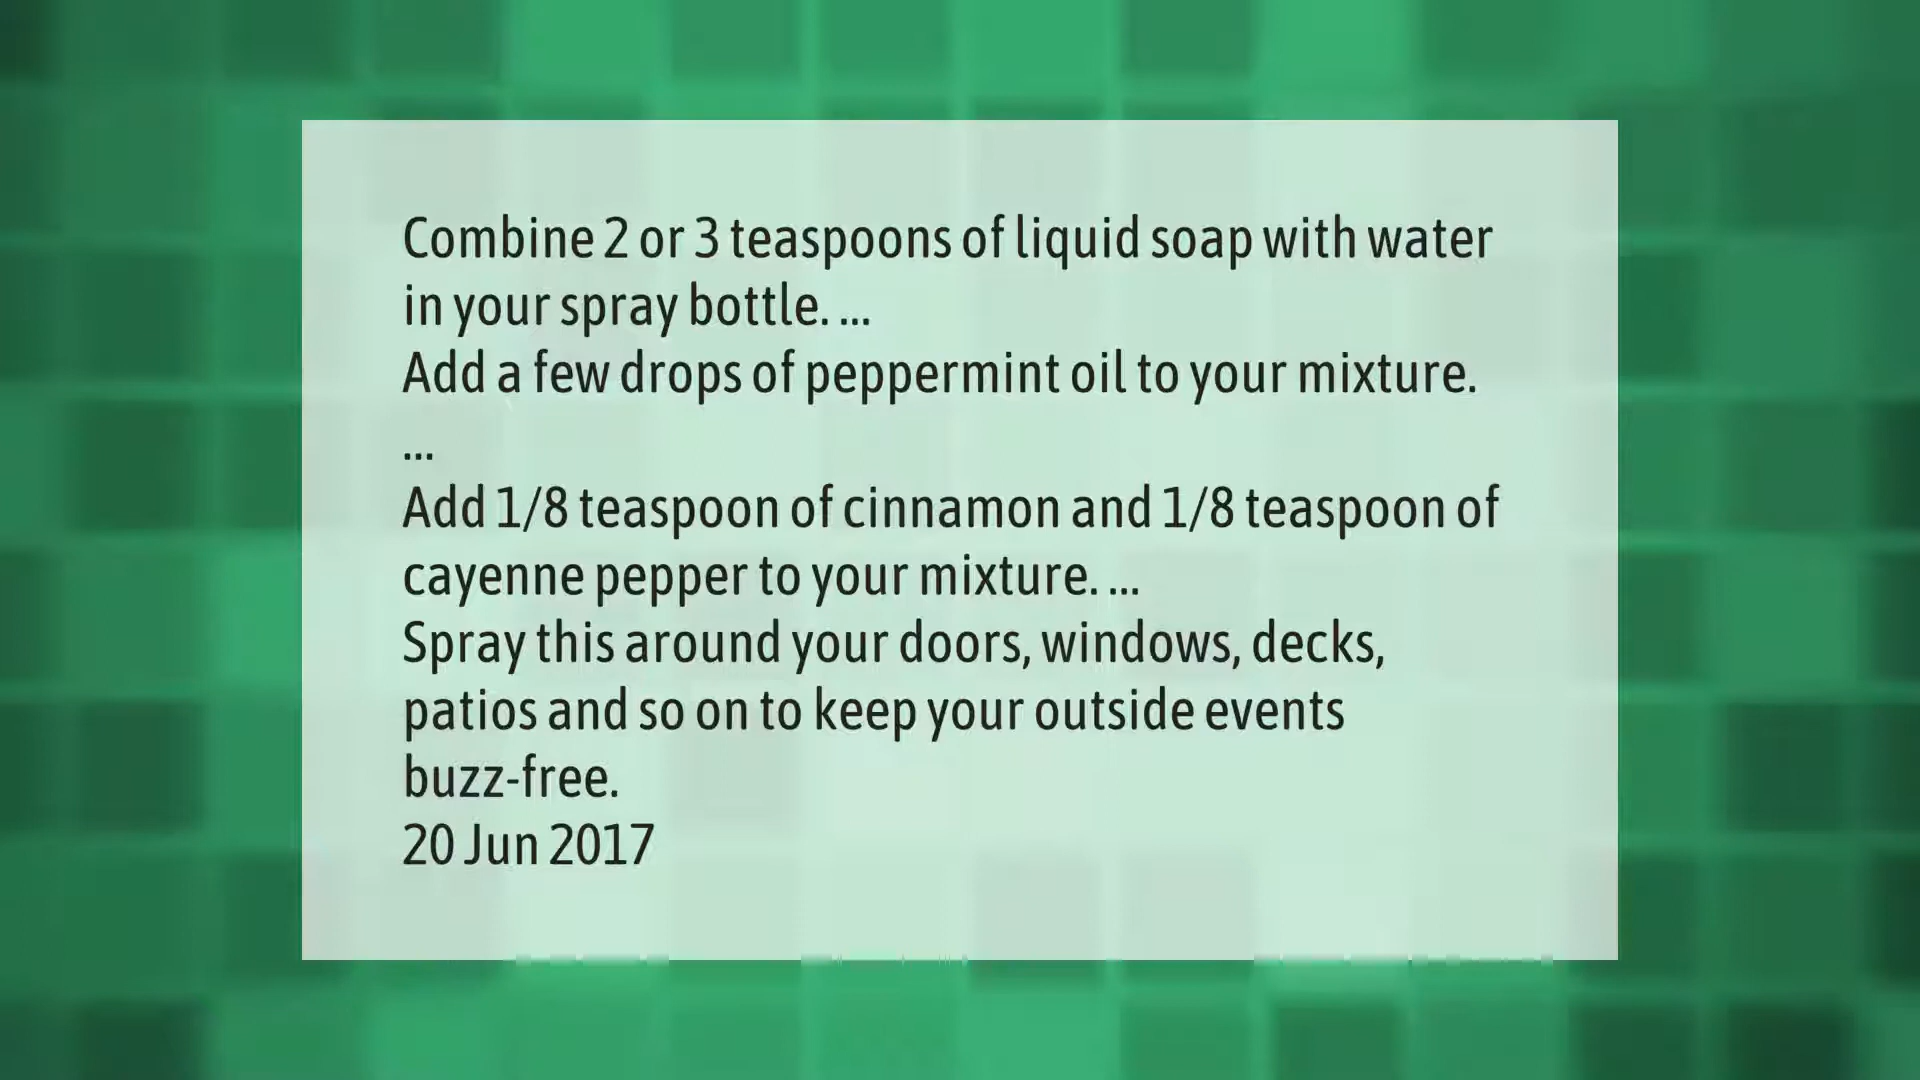 Combine 2 or 3 teaspoons of liquid soap with water
in your spray bottle. ...
Add a few drops of peppermint oil to your mixture.
...
Add 1/8 teaspoon of cinnamon and 1/8 teaspoon of
cayenne pepper to your mixture. ...
Spray this around your doors, windows, decks,
patios and so on to keep your outside events
buzz-free.
20 Jun 2017